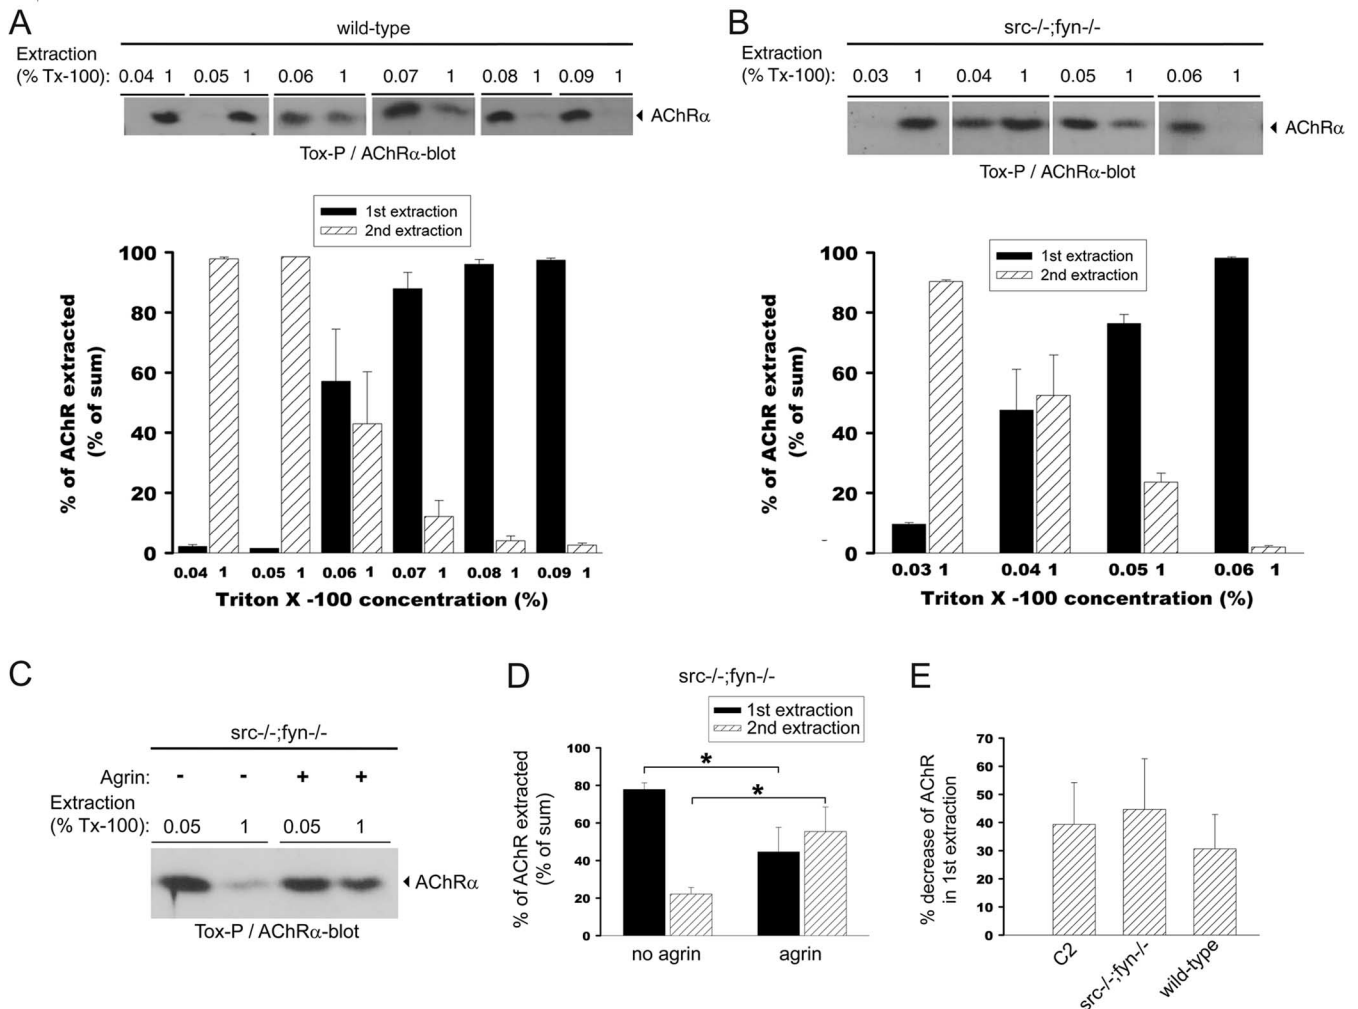 A
wild-type
Extraction
(% Tx-100): 0.04 1 0.05 1 0.06 1 0.07 1 0.08 1 0.09 1
AChRα
Tox-P / AChRα-blot
1st extraction
2nd extraction
% of AChR extracted
(% of sum)
100
80
60
40
20
0
0.04 1 0.05 1 0.06 1 0.07 1 0.08 1 0.09 1
Triton X -100 concentration (%)
B
src-/-;fyn-/-
Extraction
(% Tx-100): 0.03 1 0.04 1 0.05 1 0.06 1
AChRα
Tox-P / AChRα-blot
1st extraction
2nd extraction
% of AChR extracted
(% of sum)
100
80
60
40
20
0
0.03 1 0.04 1 0.05 1 0.06 1
Triton X -100 concentration (%)
C
src-/-;fyn-/-
Agrin: - - + +
Extraction
(% Tx-100): 0.05 1 0.05 1
AChRα
Tox-P / AChRα-blot
D
src-/-;fyn-/-
1st extraction
2nd extraction
% of AChR extracted
(% of sum)
100
80
60
40
20
0
* *
no agrin agrin
E
% decrease of AChR
in 1st extraction
70
60
50
40
30
20
10
0
C2
src-/-;fyn-/-
wild-type